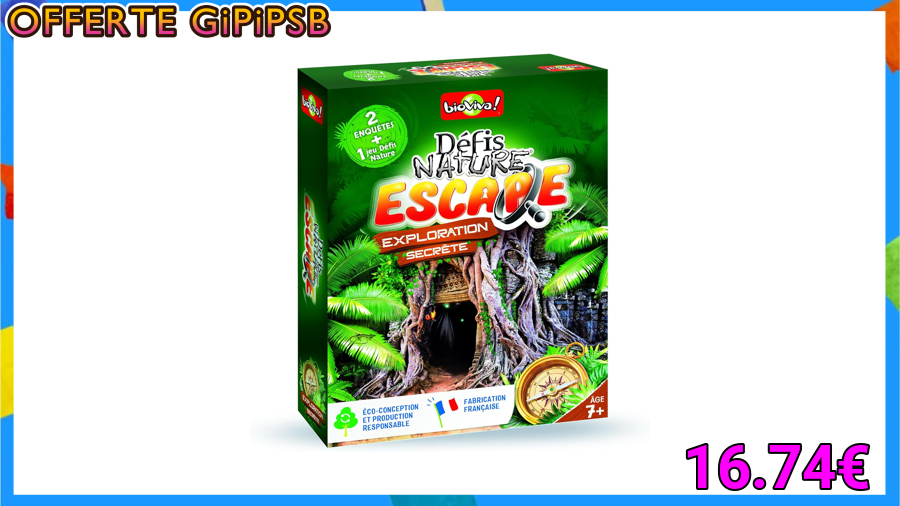 OFFERTE GiPiPSB
bioviva!
2
ENQUÊTES
+
1 jeu Défis
Nature
Défis
NATURE
ESCAPE
EXPLORATION
SECRÈTE
ÉCO-CONCEPTION
ET PRODUCTION
RESPONSABLE
FABRICATION
FRANÇAISE
ÂGE
7+
16.74€